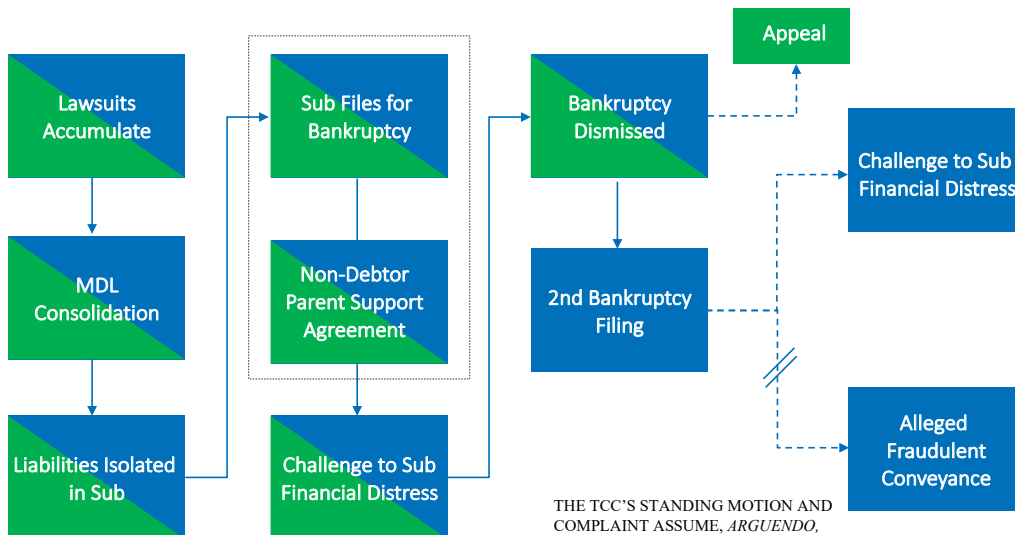 Lawsuits
Accumulate
MDL
Consolidation
Liabilities Isolated
in Sub
Sub Files for
Bankruptcy
Non-Debtor
Parent Support
Agreement
Challenge to Sub
Financial Distress
Bankruptcy
Dismissed
Appeal
2nd Bankruptcy
Filing
Challenge to Sub
Financial Distress
Alleged
Fraudulent
Conveyance
THE TCC’S STANDING MOTION AND
COMPLAINT ASSUME, ARGUENDO,